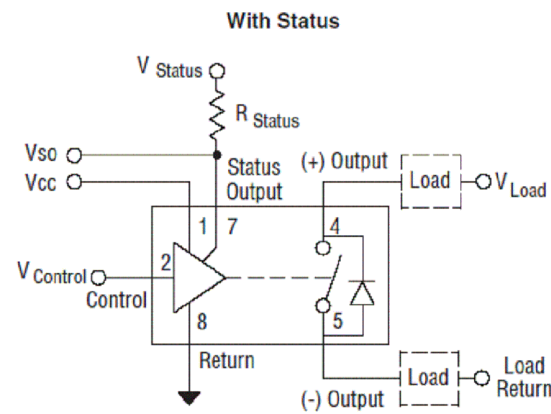 With Status
V Status
R Status
Vso
Status Output
(+) Output
Vcc
Load
V Load
1
7
4
2
V Control
Control
8
5
Return
Load
Load Return
(-) Output